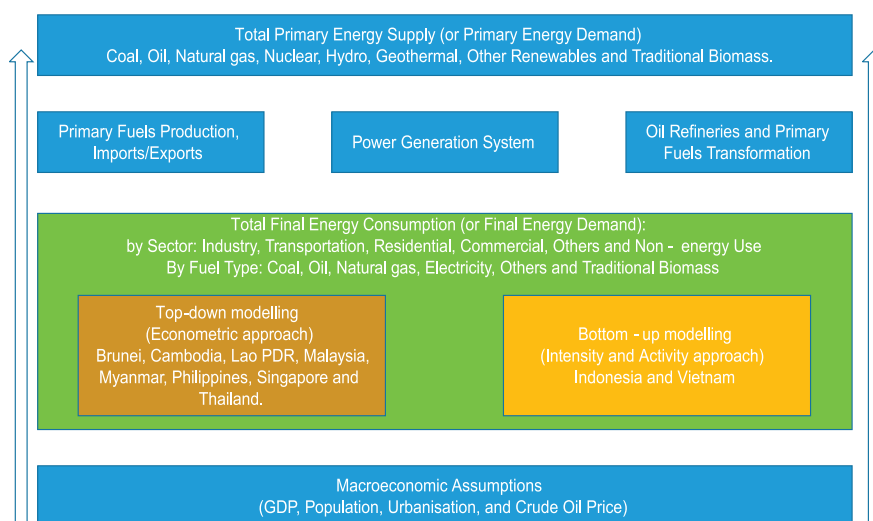 Total Primary Energy Supply (or Primary Energy Demand)
Coal, Oil, Natural gas, Nuclear, Hydro, Geothermal, Other Renewables and Traditional Biomass.
Primary Fuels Production,
Imports/Exports
Power Generation System
Oil Refineries and Primary
Fuels Transformation
Total Final Energy Consumption (or Final Energy Demand):
by Sector: Industry, Transportation, Residential, Commercial, Others and Non - energy Use
By Fuel Type: Coal, Oil, Natural gas, Electricity, Others and Traditional Biomass
Top-down modelling
(Econometric approach)
Brunei, Cambodia, Lao PDR, Malaysia,
Myanmar, Philippines, Singapore and
Thailand.
Bottom - up modelling
(Intensity and Activity approach)
Indonesia and Vietnam
Macroeconomic Assumptions
(GDP, Population, Urbanisation, and Crude Oil Price)